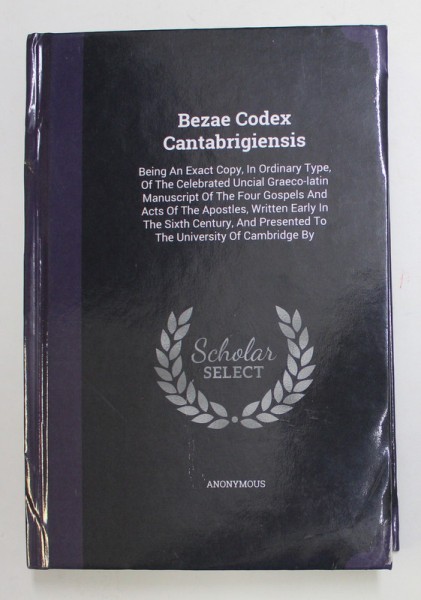 Bezae Codex
Cantabrigiensis
Being An Exact Copy, In Ordinary Type,
Of The Celebrated Uncial Graeco-latin
Manuscript Of The Four Gospels And
Acts Of The Apostles, Written Early In
The Sixth Century, And Presented To
The University Of Cambridge By
Scholar
SELECT
ANONYMOUS